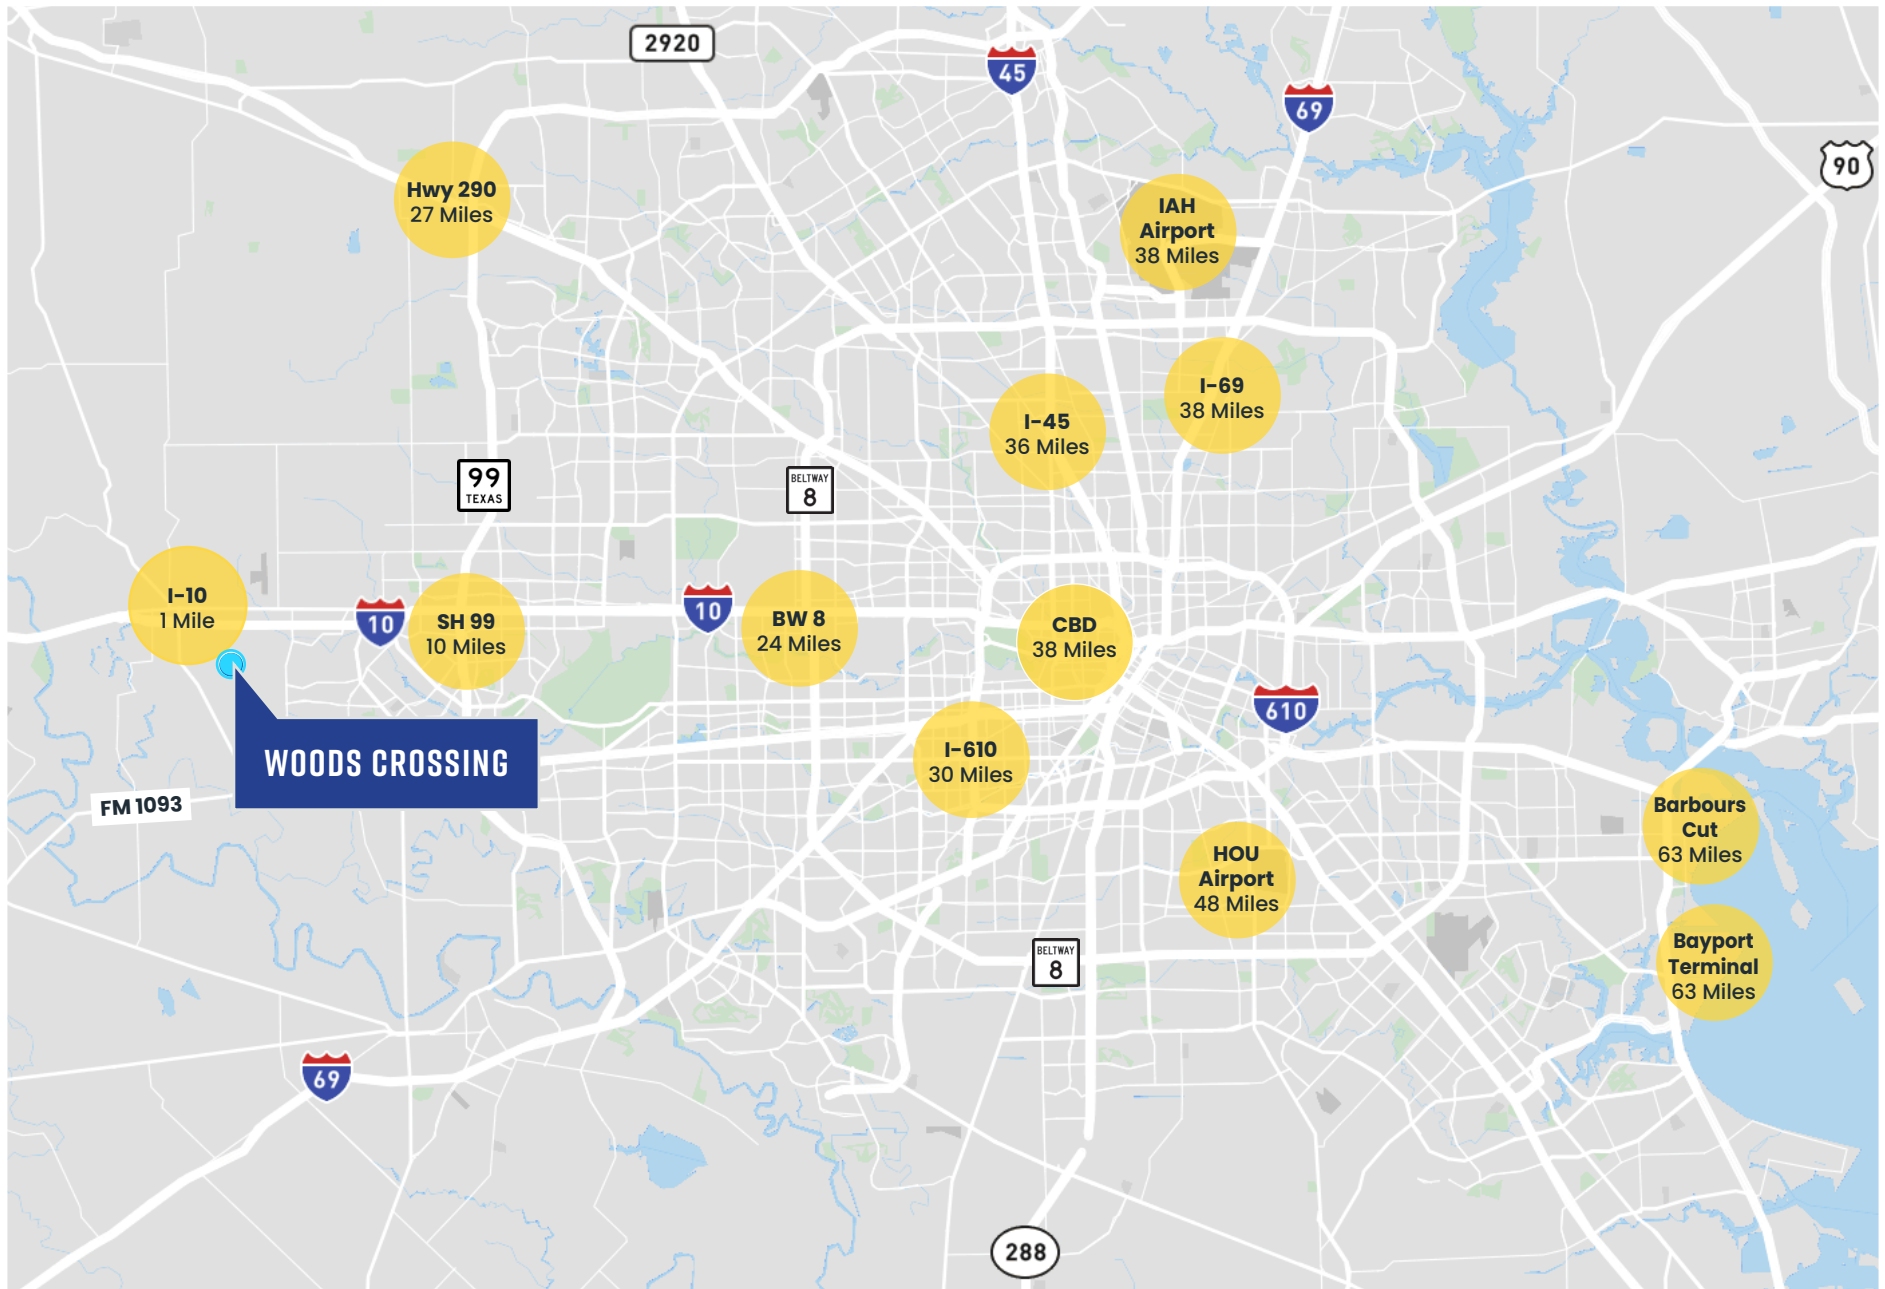 2920
45
69
90
Hwy 290
27 Miles
IAH
Airport
38 Miles
I-69
38 Miles
I-45
36 Miles
99
TEXAS
BELTWAY
8
I-10
1 Mile
10
SH 99
10 Miles
10
BW 8
24 Miles
CBD
38 Miles
610
WOODS CROSSING
I-610
30 Miles
FM 1093
Barbours
Cut
63 Miles
HOU
Airport
48 Miles
BELTWAY
8
Bayport
Terminal
63 Miles
69
288